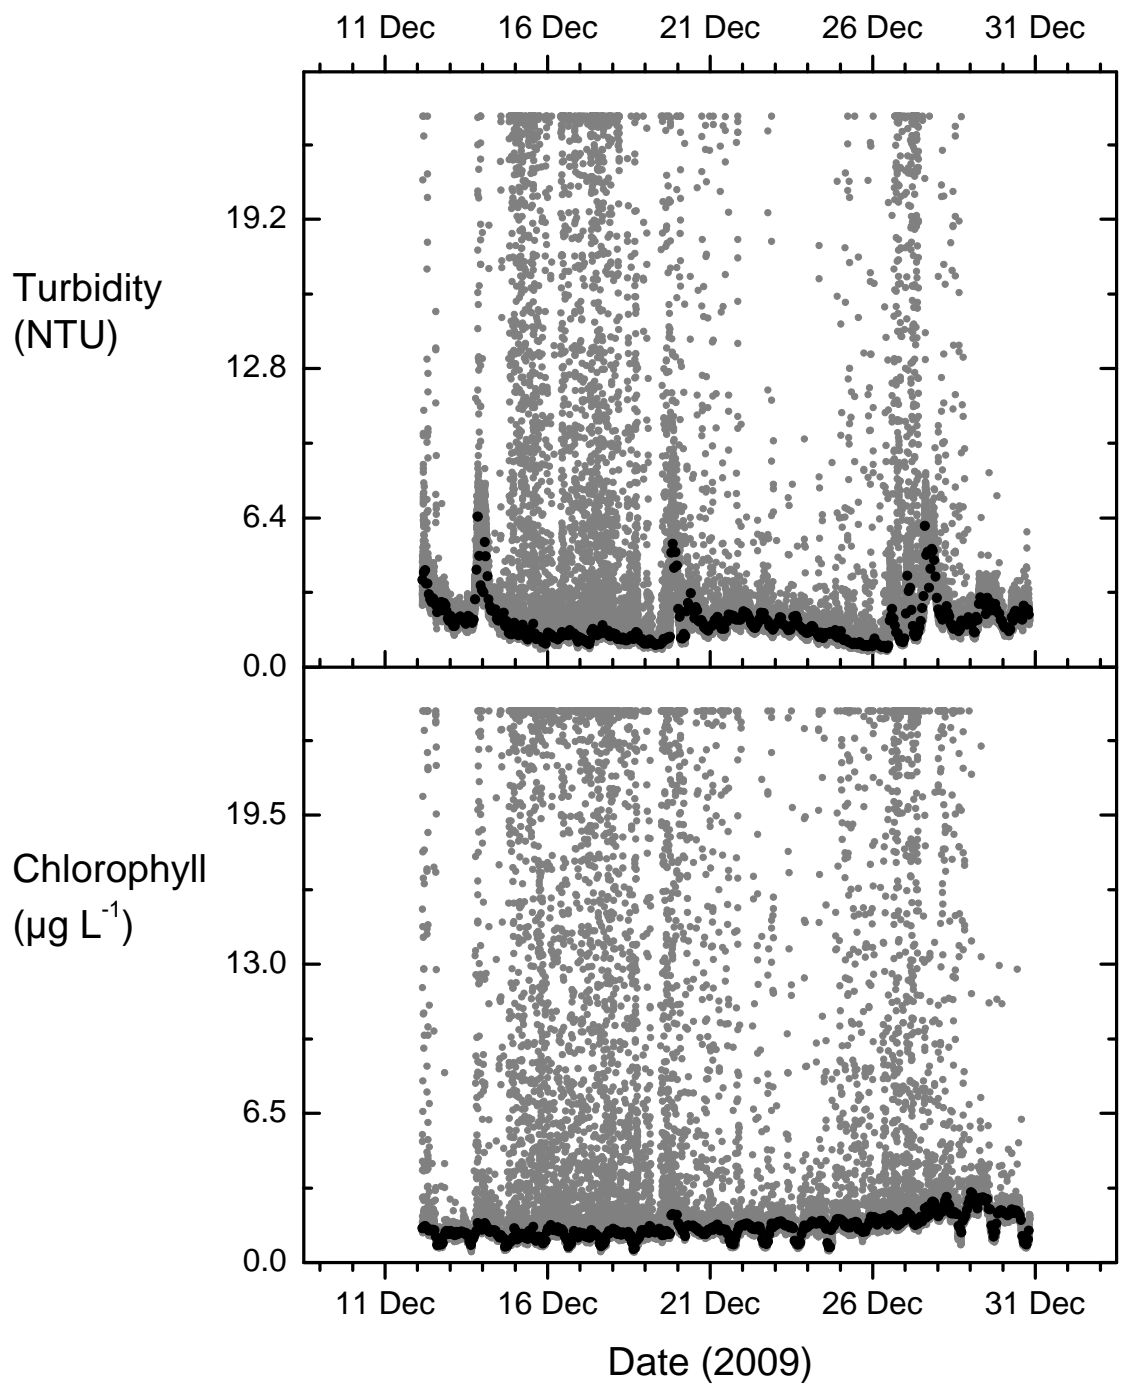 11 Dec 16 Dec 21 Dec 26 Dec 31 Dec
19.2
Turbidity
(NTU)
12.8
6.4
0.0
19.5
Chlorophyll
(µg L-1)
13.0
6.5
0.0
11 Dec 16 Dec 21 Dec 26 Dec 31 Dec
Date (2009)